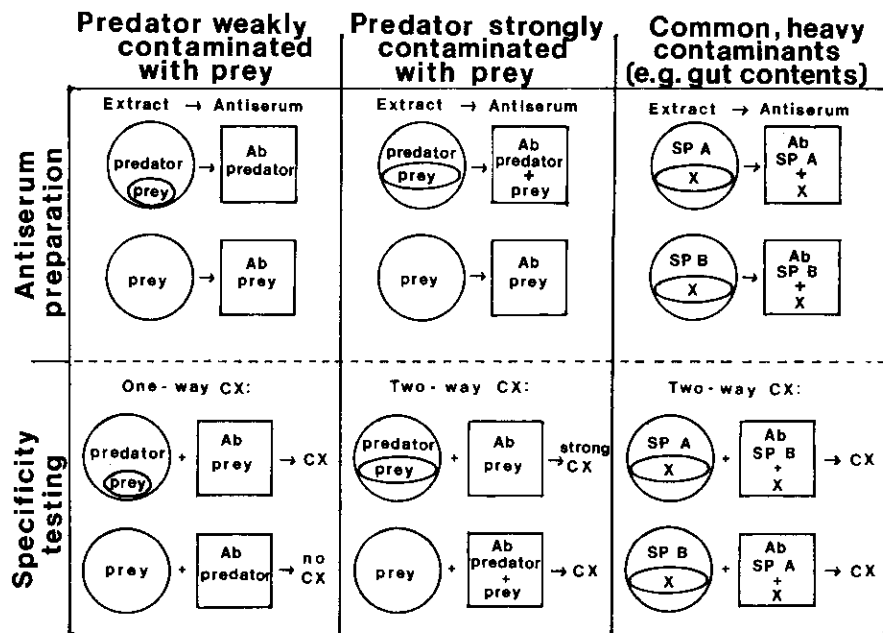 Predator weakly
contaminated
with prey
Predator strongly
contaminated
with prey
Common, heavy
contaminants
(e.g. gut contents)
Antiserum
preparation
Extract → Antiserum
predator
prey
→
Ab
predator
prey
→
Ab
prey
Extract → Antiserum
predator
prey
→
Ab
predator
+
prey
prey
→
Ab
prey
Extract → Antiserum
SP A
X
→
Ab
SP A
+
X
SP B
X
→
Ab
SP B
+
X
Specificity
testing
One-way CX:
predator
prey
+
Ab
prey
→ CX
prey
+
Ab
predator
→ no
CX
Two-way CX:
predator
prey
+
Ab
prey
→ strong
CX
prey
+
Ab
predator
+
prey
→ CX
Two-way CX:
SP A
X
+
Ab
SP B
+
X
→ CX
SP B
X
+
Ab
SP A
+
X
→ CX